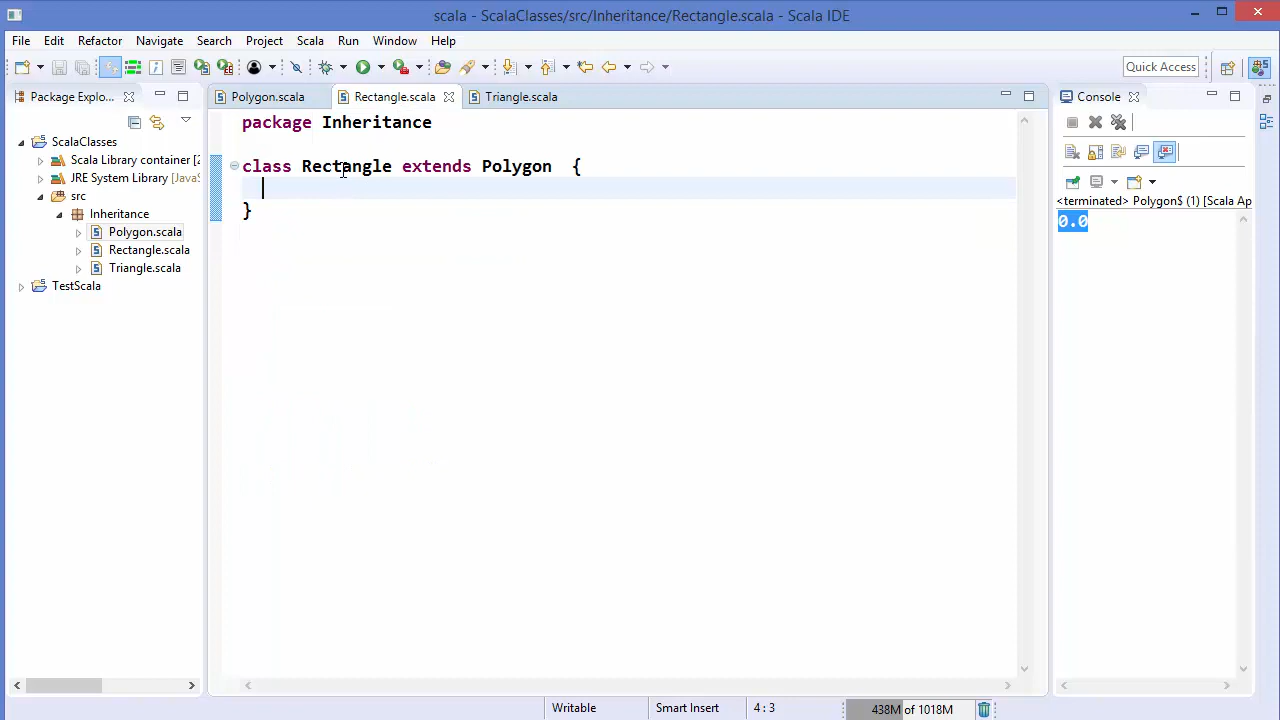 scala - ScalaClasses/src/Inheritance/Rectangle.scala - Scala IDE
File Edit Refactor Navigate Search Project Scala Run Window Help
Quick Access
Package Explo...
ScalaClasses
Scala Library container [2
JRE System Library [Javas
src
Inheritance
Polygon.scala
Rectangle.scala
Triangle.scala
TestScala
Polygon.scala Rectangle.scala Triangle.scala
package Inheritance
class Rectangle extends Polygon {
}
Console
<terminated> Polygon$ (1) [Scala Ap
0.0
Writable Smart Insert 4 : 3 438M of 1018M